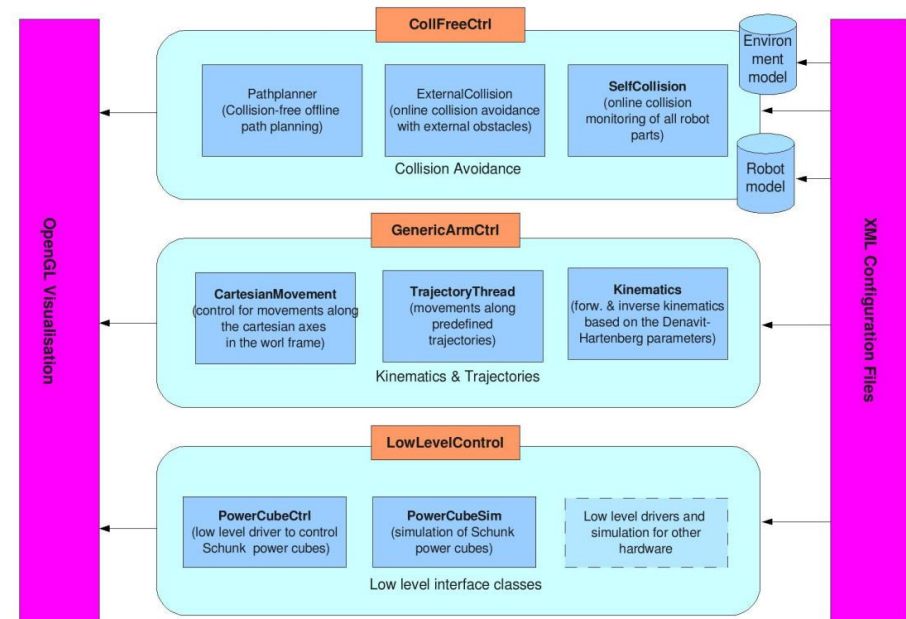 CollFreeCtrl
Environ
ment
model
Pathplanner
(Collision-free offline
path planning)
ExternalCollision
(online collision avoidance
with external obstacles)
SelfCollision
(online collision
monitoring of all robot
parts)
Collision Avoidance
Robot
model
OpenGL Visualisation
XML Configuration Files
GenericArmCtrl
CartesianMovement
(control for movements along
the cartesian axes
in the worl frame)
TrajectoryThread
(movements along
predefined
trajectories)
Kinematics
(forw. & inverse kinematics
based on the Denavit-
Hartenberg parameters)
Kinematics & Trajectories
LowLevelControl
PowerCubeCtrl
(low level driver to control
Schunk power cubes)
PowerCubeSim
(simulation of Schunk
power cubes)
Low level drivers and
simulation for other
hardware
Low level interface classes